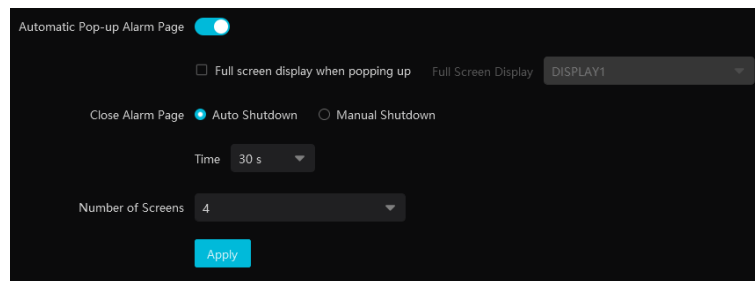 Automatic Pop-up Alarm Page
Full screen display when popping up Full Screen Display DISPLAY1
Close Alarm Page Auto Shutdown Manual Shutdown
Time 30 s
Number of Screens 4
Apply